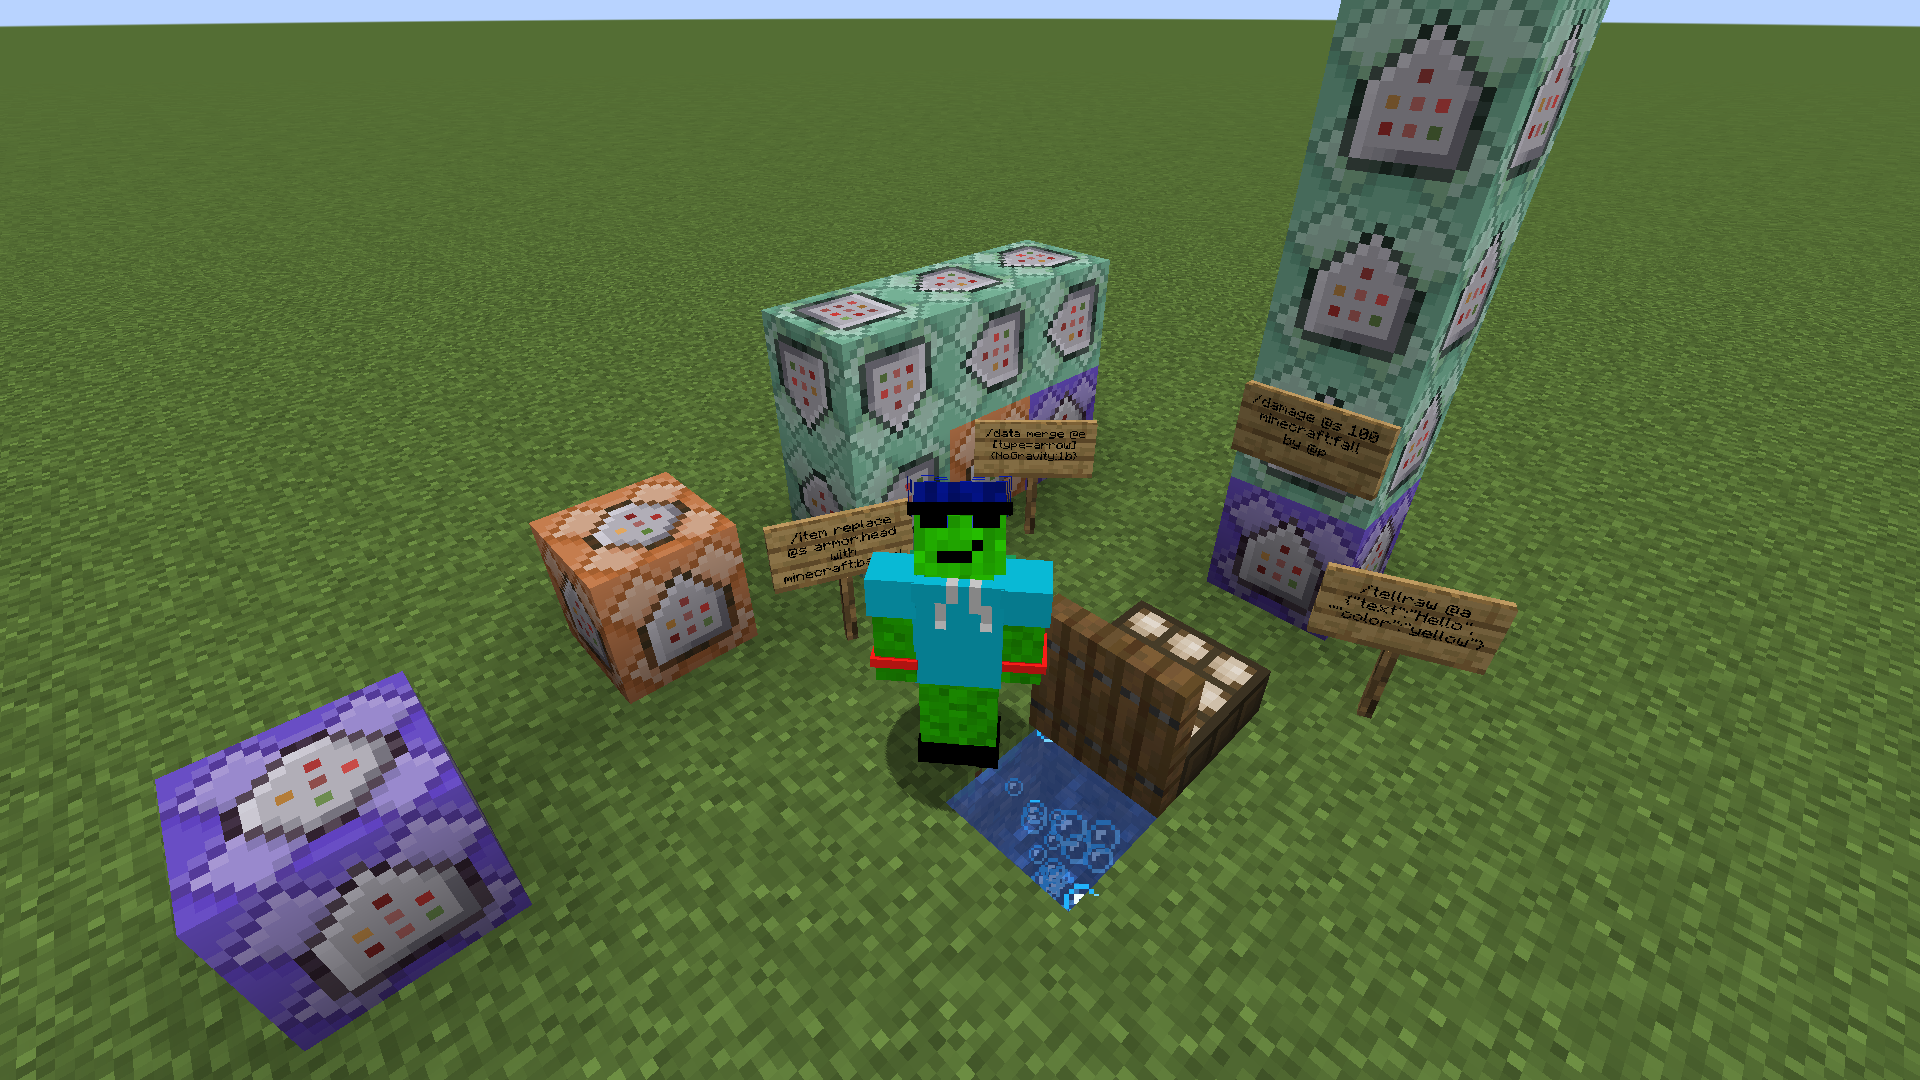 /data merge @e
[type=arrow]
{NoGravity:1b}
/damage @s 100
minecraft:fall
by @p
/item replace
@s armor.head
with
/tellraw @a
{"text":"Hello",
"color":"yellow"}